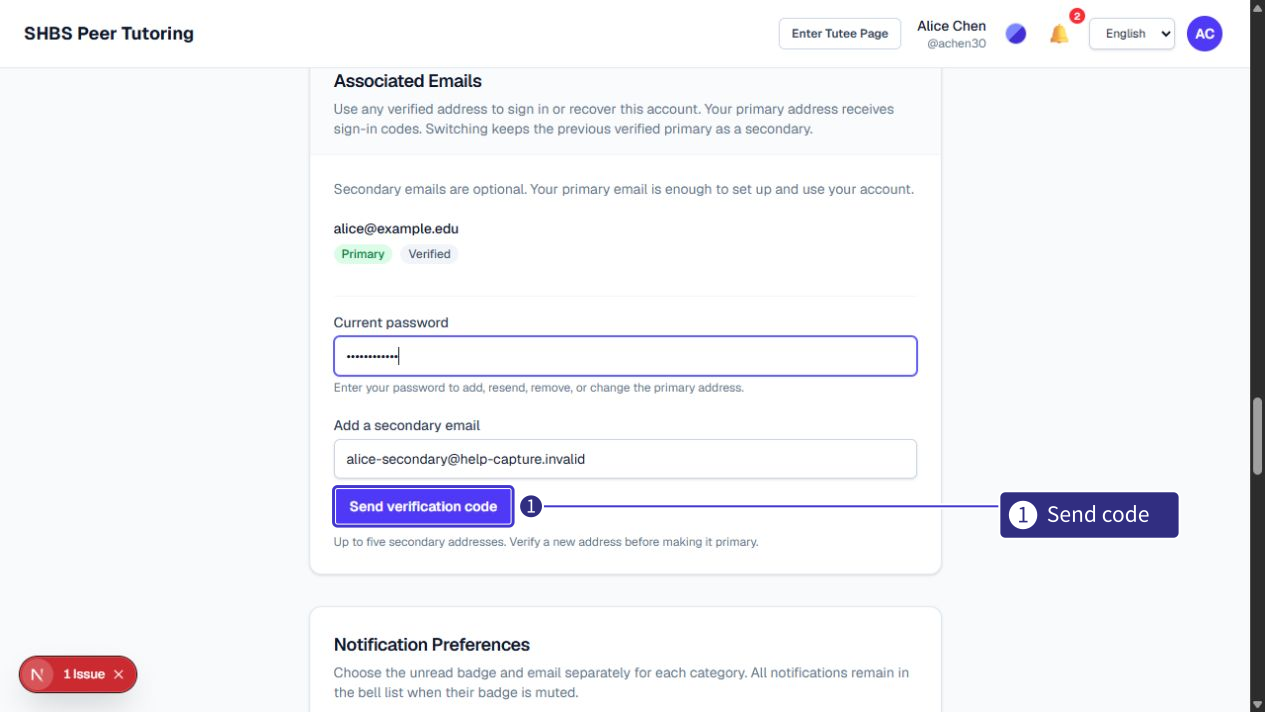 SHBS Peer Tutoring
Enter Tutee Page
Alice Chen
@achen30
2
English
AC
Associated Emails
Use any verified address to sign in or recover this account. Your primary address receives
sign-in codes. Switching keeps the previous verified primary as a secondary.
Secondary emails are optional. Your primary email is enough to set up and use your account.
alice@example.edu
Primary
Verified
Current password
••••••••••••
Enter your password to add, resend, remove, or change the primary address.
Add a secondary email
alice-secondary@help-capture.invalid
Send verification code
1
1 Send code
Up to five secondary addresses. Verify a new address before making it primary.
Notification Preferences
Choose the unread badge and email separately for each category. All notifications remain in
the bell list when their badge is muted.
N 1 Issue